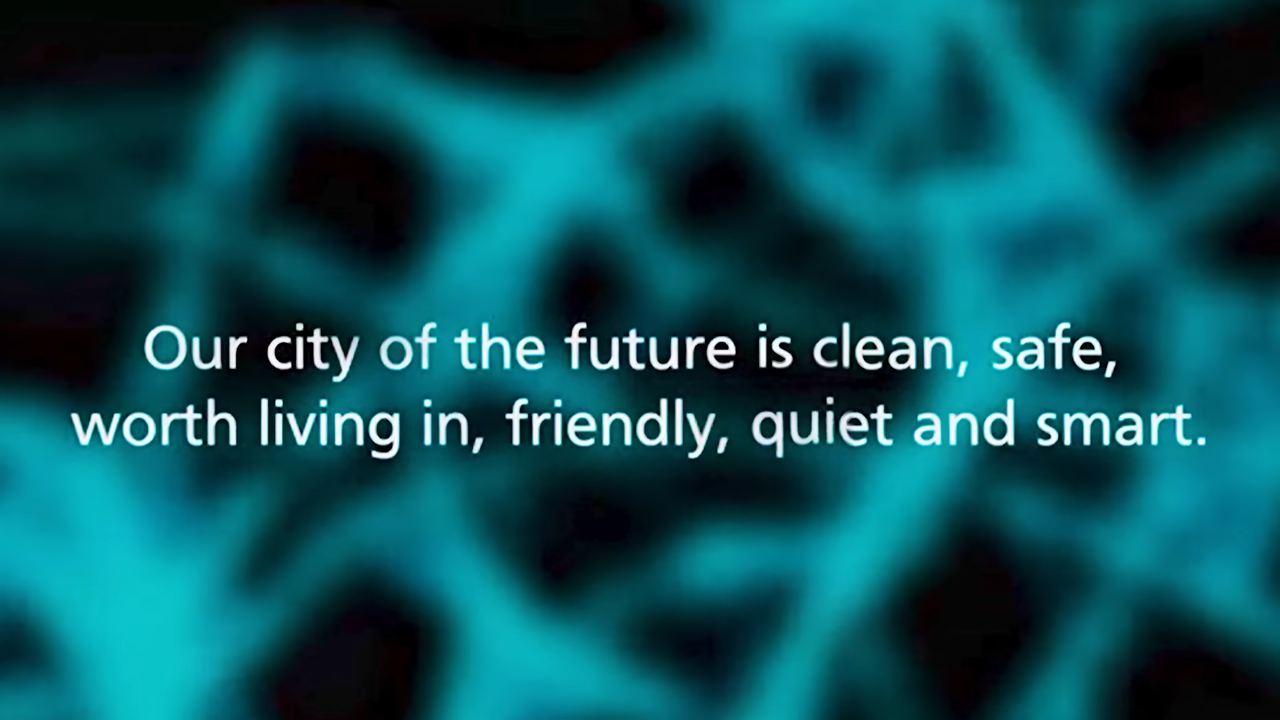 Our city of the future is clean, safe,
worth living in, friendly, quiet and smart.